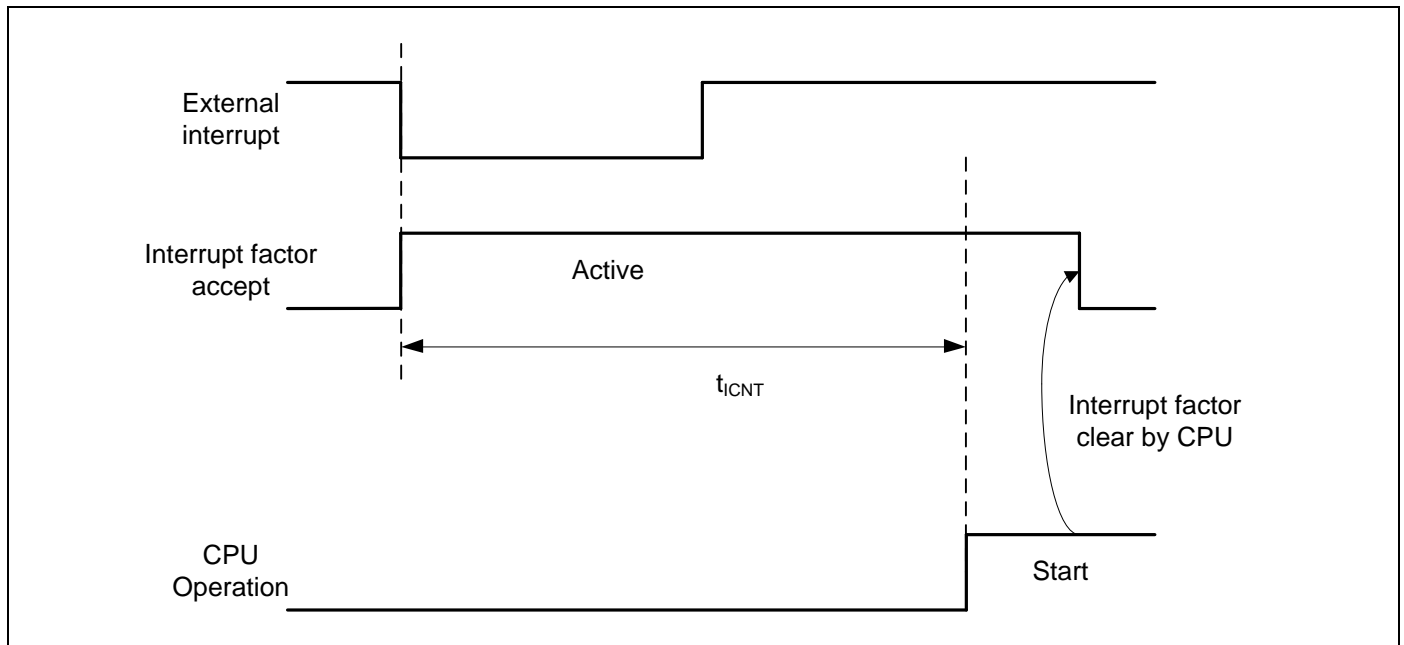 External
interrupt
Interrupt factor
accept
Active
tICNT
Interrupt factor
clear by CPU
CPU
Operation
Start